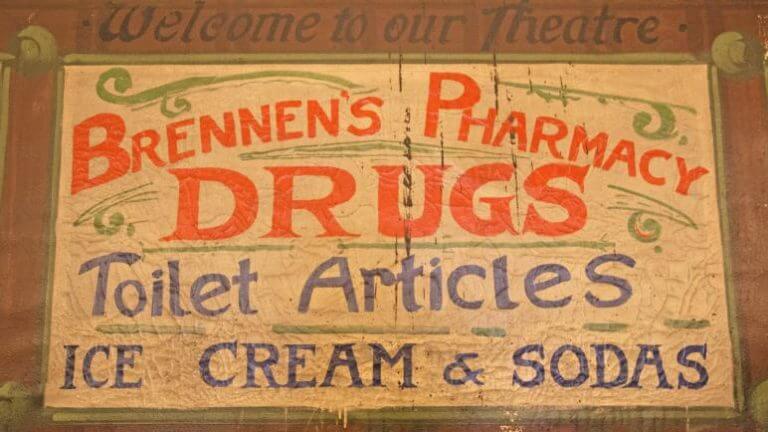 ·Welcome to our Theatre·
BRENNEN'S PHARMACY
DRUGS
Toilet Articles
ICE CREAM & SODAS